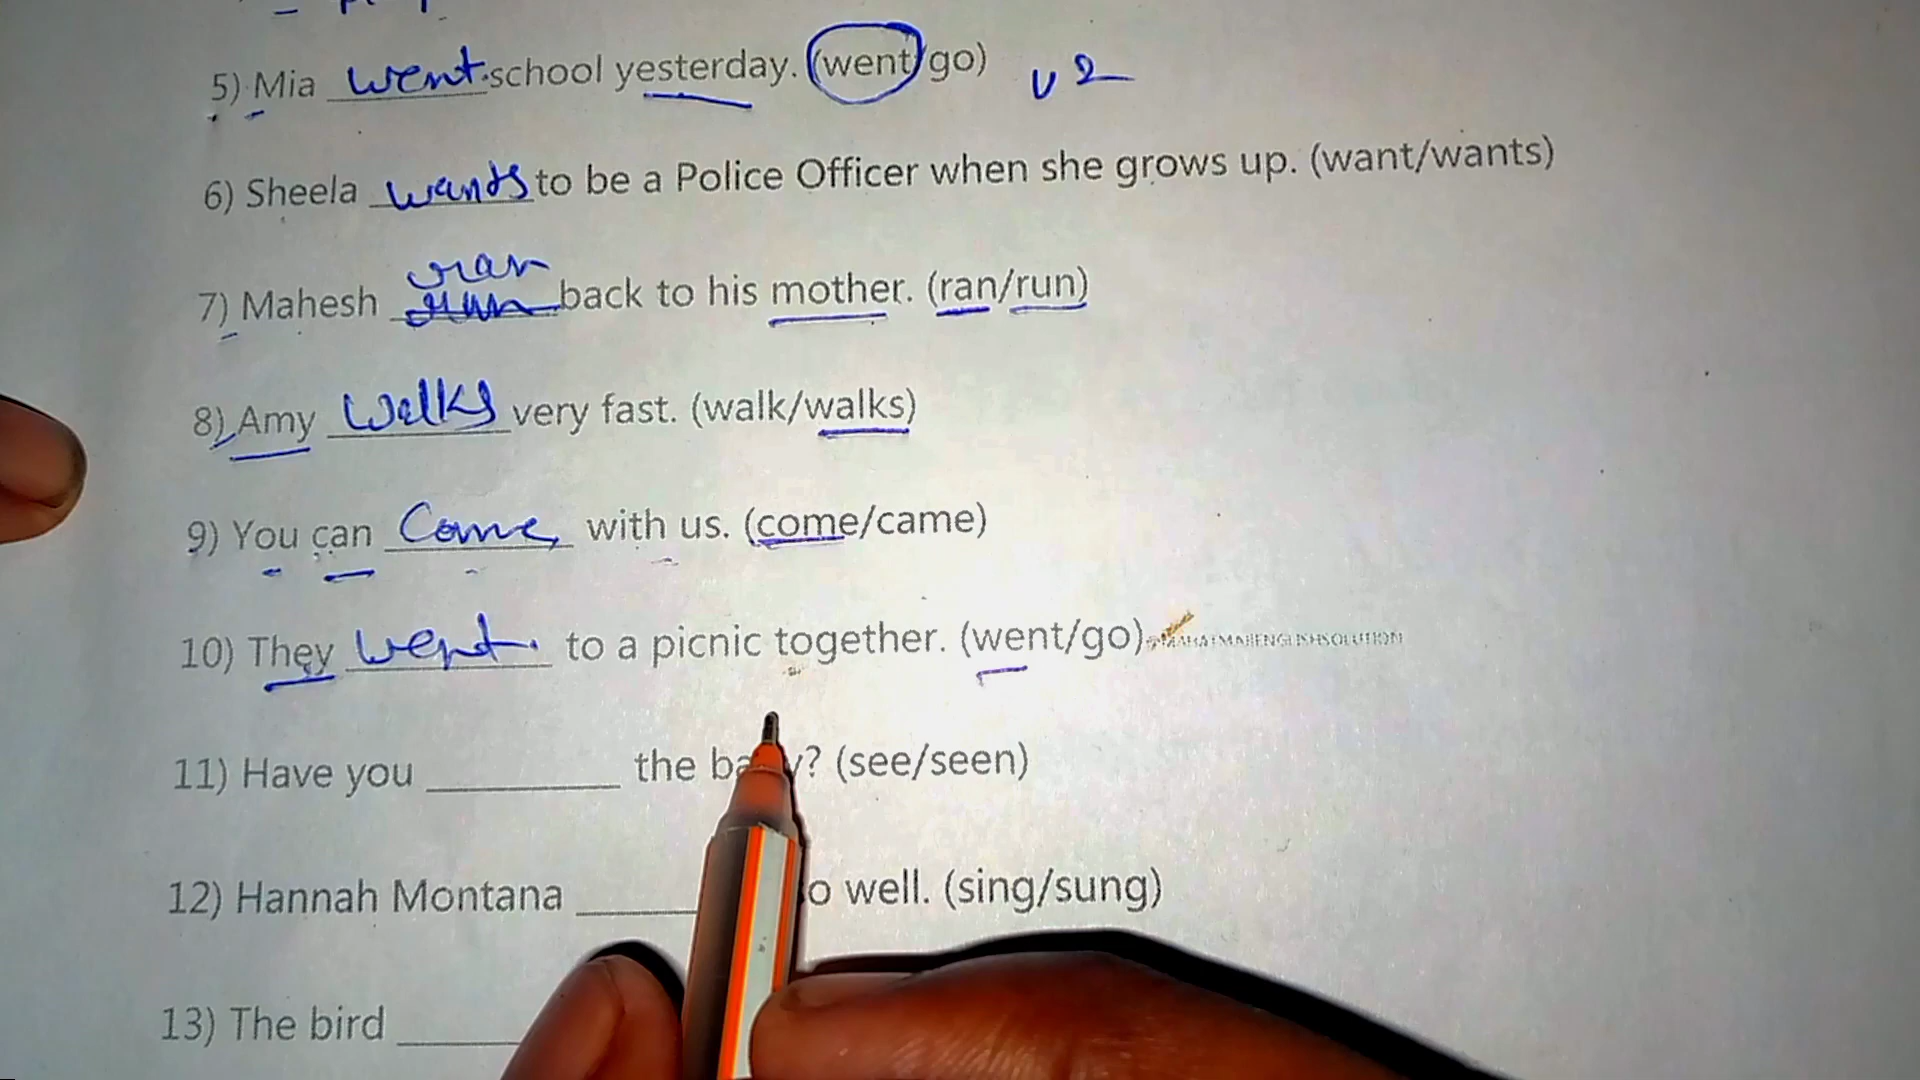 5) Mia went school yesterday. (went/go) v2
6) Sheela wants to be a Police Officer when she grows up. (want/wants)
ran
7) Mahesh run back to his mother. (ran/run)
8) Amy walks very fast. (walk/walks)
9) You can Come with us. (come/came)
10) They went to a picnic together. (went/go)
11) Have you ________ the? (see/seen)
12) Hannah Montana ________ well. (sing/sung)
13) The bird ________